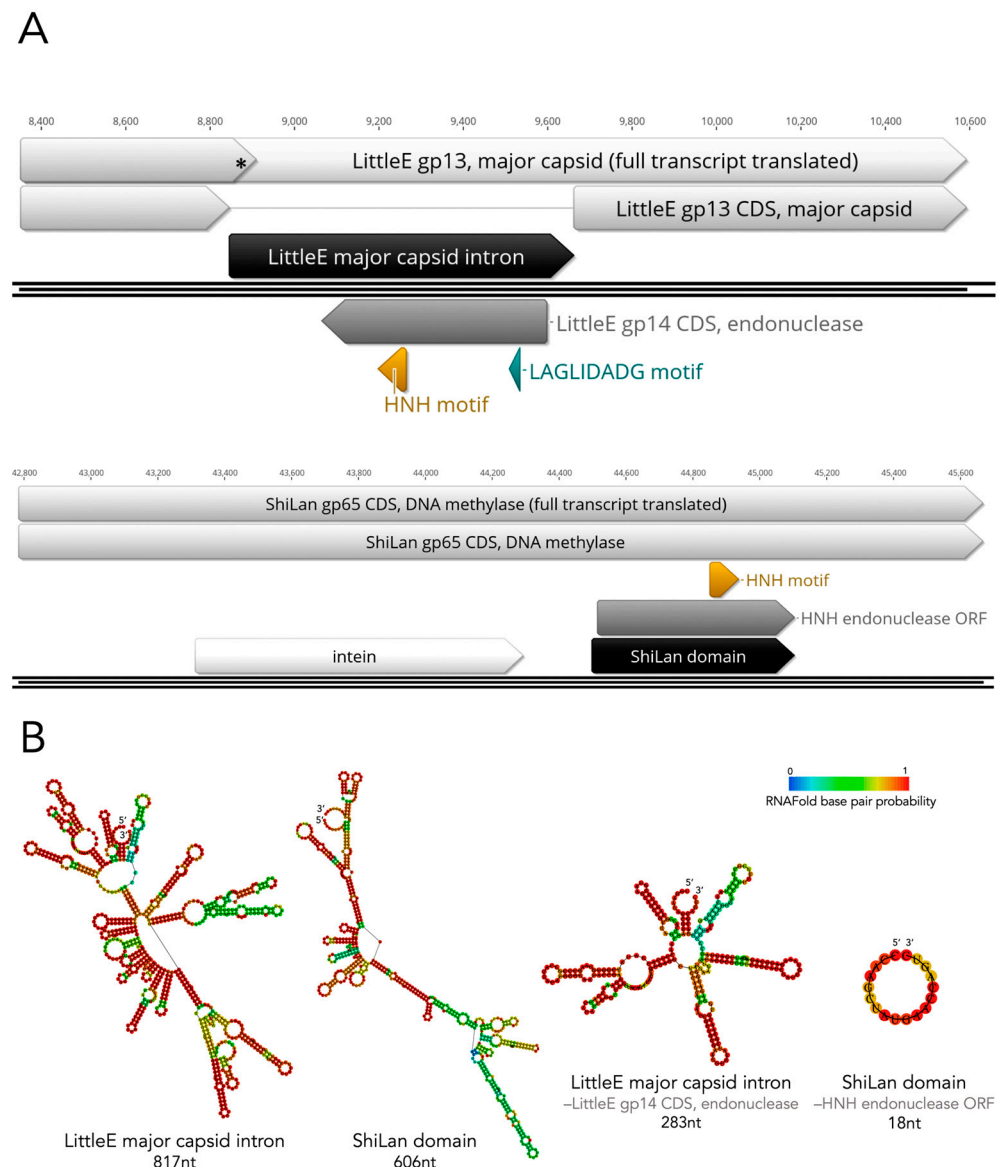 A
8,400 8,600 8,800 9,000 9,200 9,400 9,600 9,800 10,000 10,200 10,400 10,600
* LittleE gp13, major capsid (full transcript translated)
LittleE gp13 CDS, major capsid
LittleE major capsid intron
LittleE gp14 CDS, endonuclease
LAGLIDADG motif
HNH motif
42,800 43,000 43,200 43,400 43,600 43,800 44,000 44,200 44,400 44,600 44,800 45,000 45,200 45,400 45,600
ShiLan gp65 CDS, DNA methylase (full transcript translated)
ShiLan gp65 CDS, DNA methylase
HNH motif
HNH endonuclease ORF
intein ShiLan domain
B
0 1
RNAFold base pair probability
5' 3'
3' 5'
5' 3'
5' 3'
LittleE major capsid intron
817nt
ShiLan domain
606nt
LittleE major capsid intron
–LittleE gp14 CDS, endonuclease
283nt
ShiLan domain
–HNH endonuclease ORF
18nt